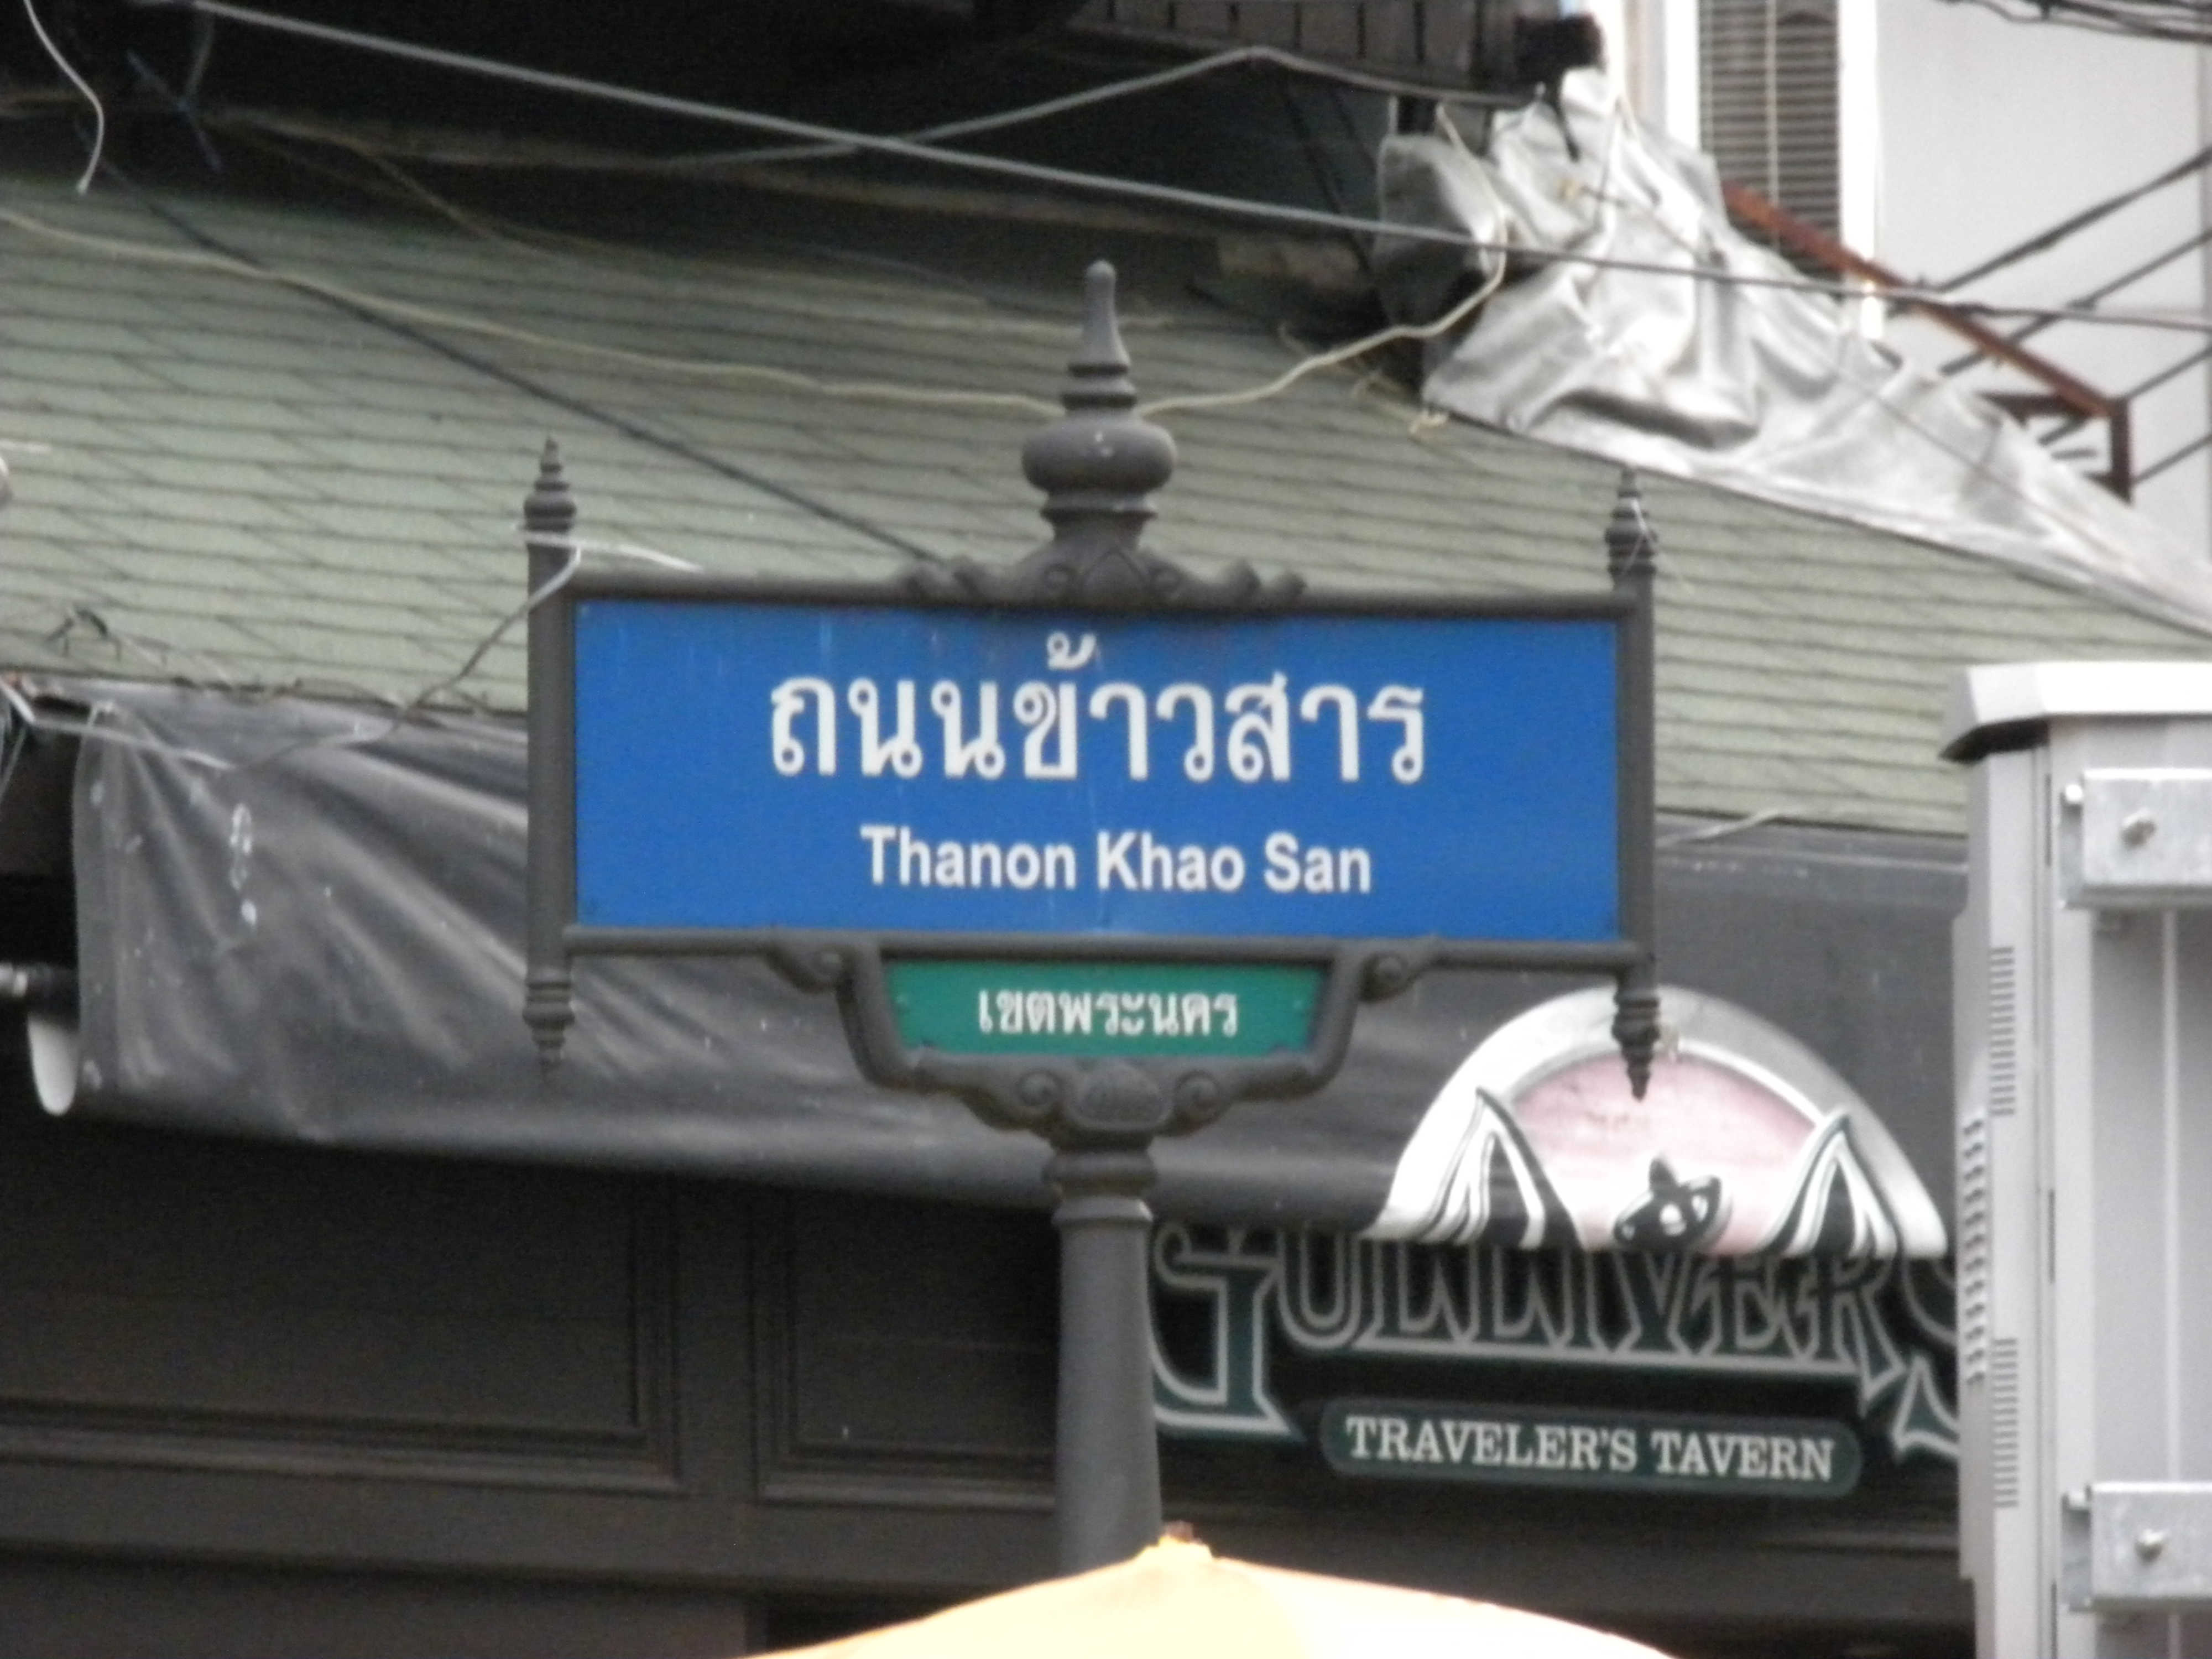 ถนนข้าวสาร
Thanon Khao San
เขตพระนคร
GULLIVER'S
TRAVELER'S TAVERN